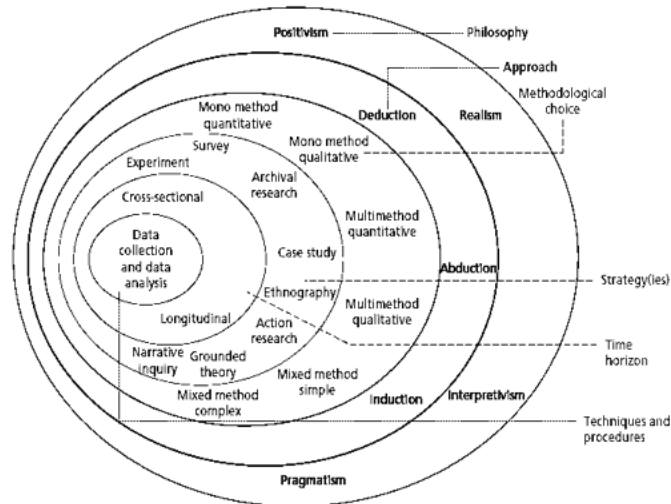 Positivism
Philosophy
Approach
Methodological
choice
Mono method
quantitative
Deduction
Realism
Survey
Mono method
qualitative
Experiment
Archival
research
Cross-sectional
Multimethod
quantitative
Data
collection
and data
analysis
Case study
Abduction
Strategy(ies)
Ethnography
Multimethod
qualitative
Longitudinal
Action
research
Time
horizon
Narrative
inquiry
Grounded
theory
Mixed method
simple
Mixed method
complex
Induction
Interpretivism
Techniques and
procedures
Pragmatism